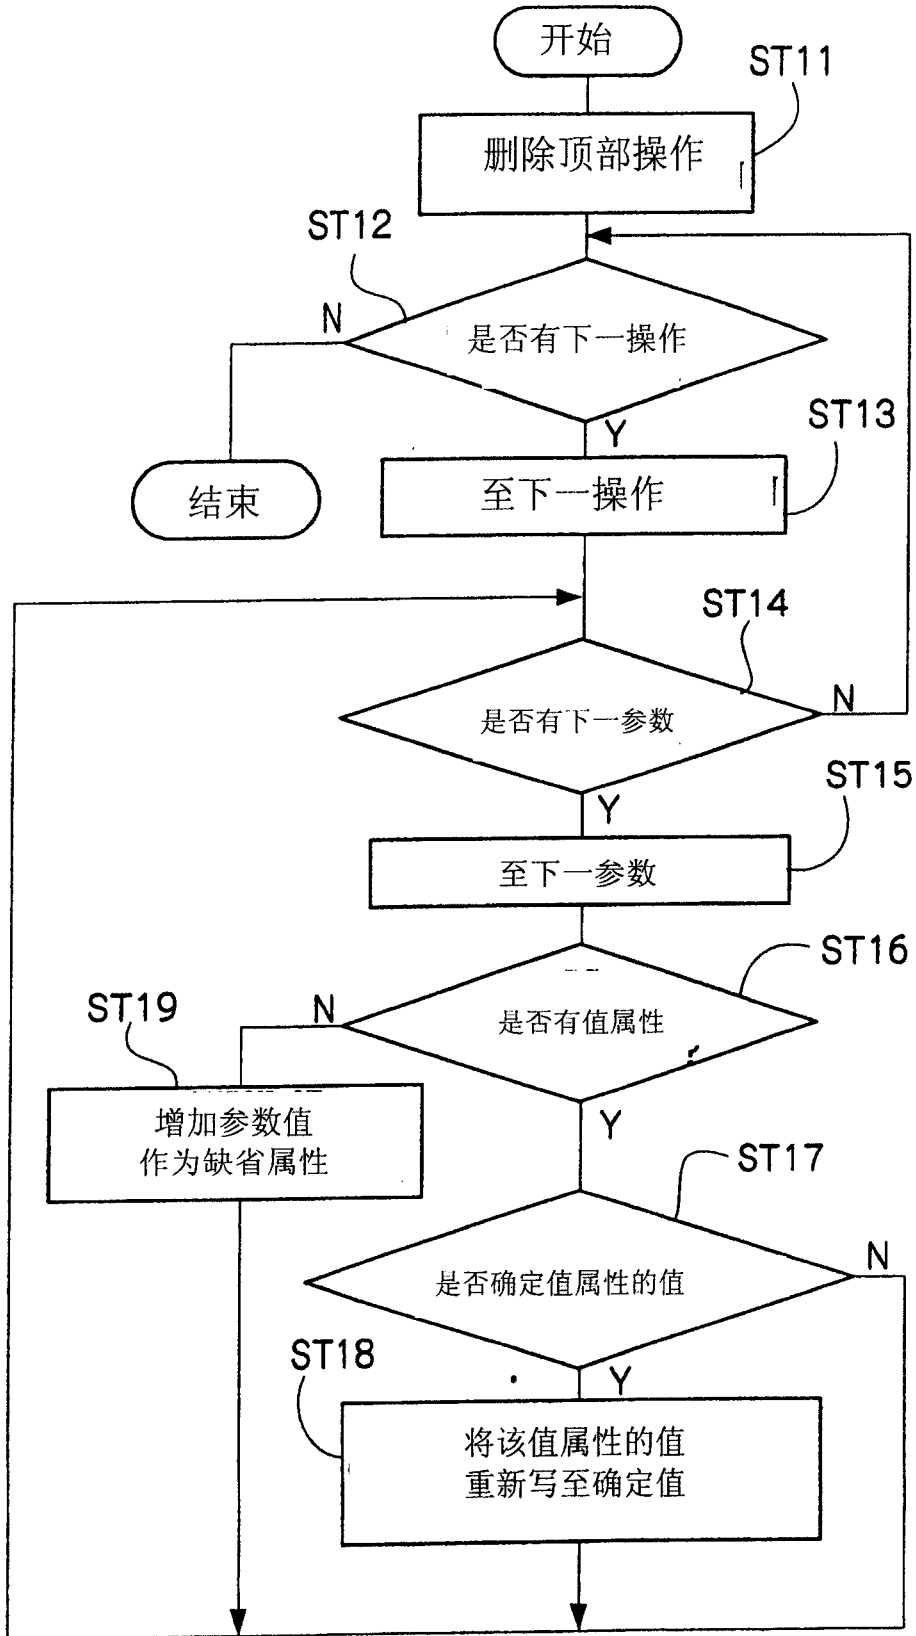 开始
ST11
删除顶部操作
ST12
N
是否有下一操作
Y
ST13
结束
至下一操作
ST14
是否有下一参数
N
Y
ST15
至下一参数
ST16
ST19
N
是否有值属性
增加参数值
作为缺省属性
Y
ST17
是否确定值属性的值
N
ST18
Y
将该值属性的值
重新写至确定值